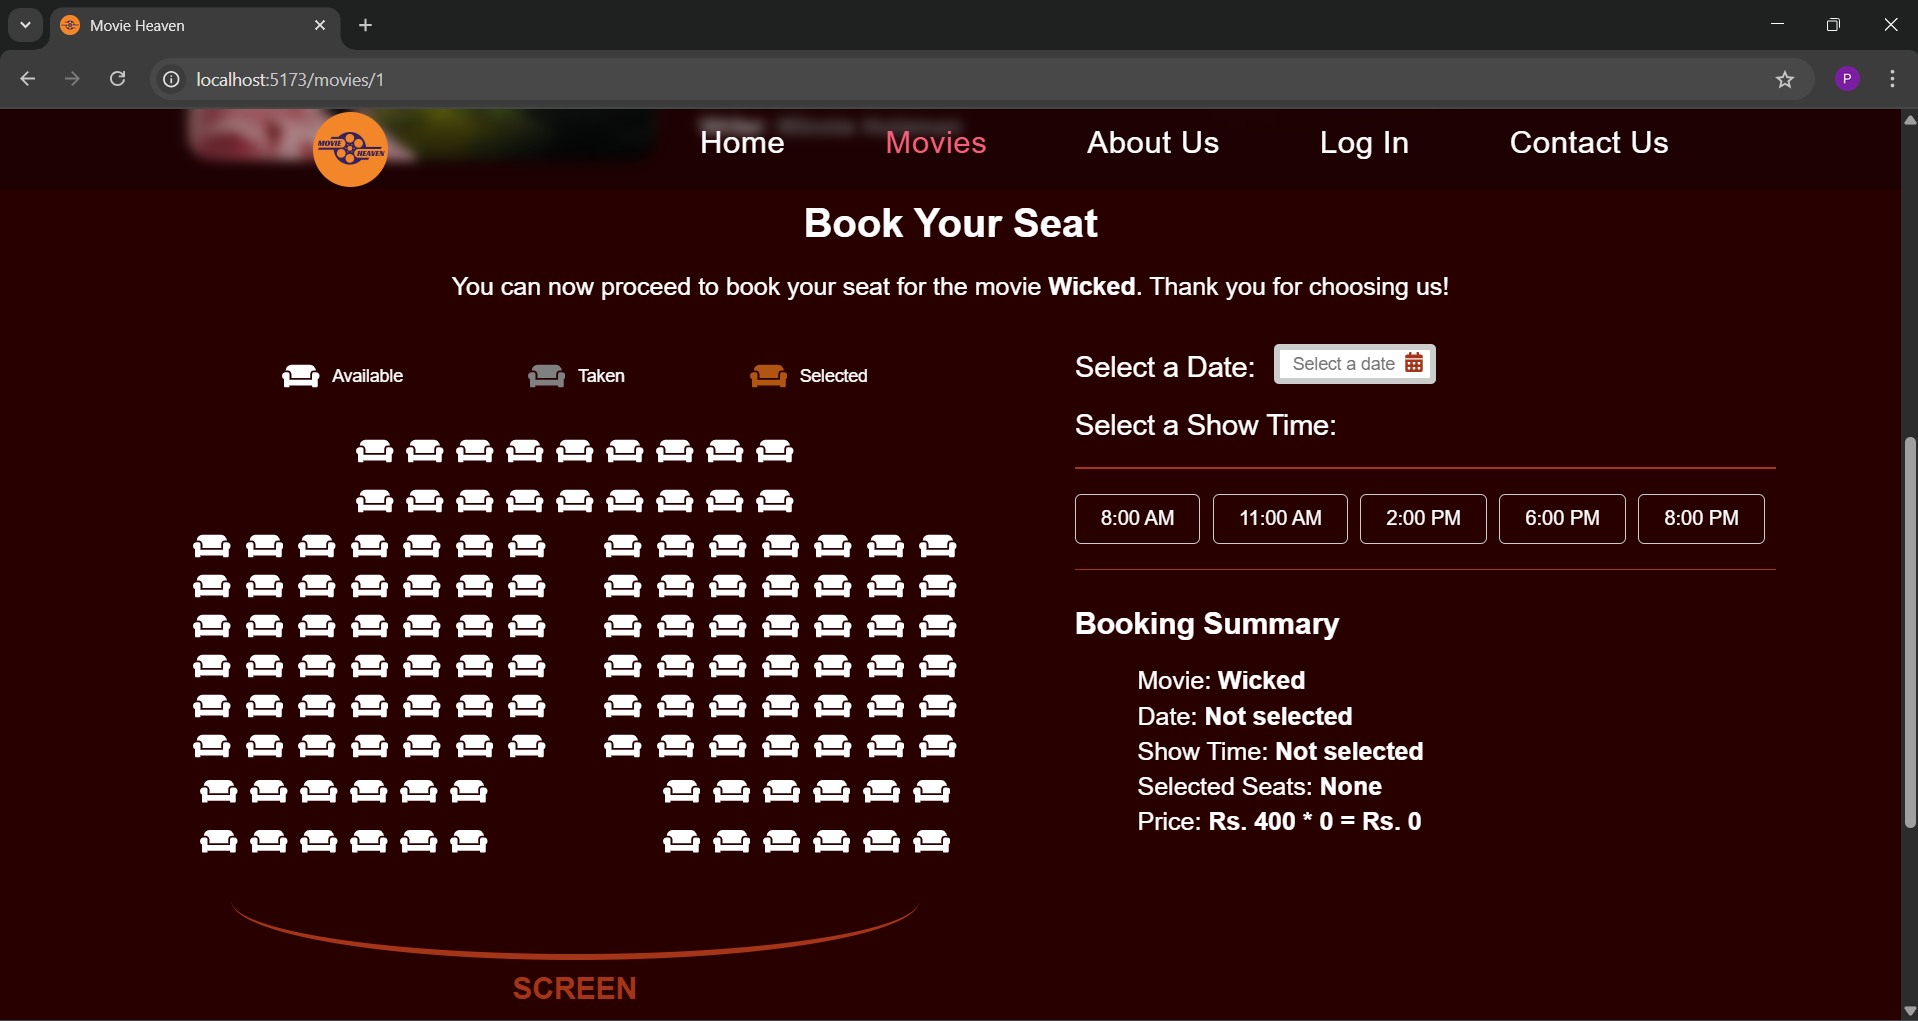 Movie Heaven
localhost:5173/movies/1
P
MOVIE
HEAVEN
Home
Movies
About Us
Log In
Contact Us
Book Your Seat
You can now proceed to book your seat for the movie Wicked. Thank you for choosing us!
Available
Taken
Selected
SCREEN
Select a Date:
Select a date
Select a Show Time:
8:00 AM
11:00 AM
2:00 PM
6:00 PM
8:00 PM
Booking Summary
Movie: Wicked
Date: Not selected
Show Time: Not selected
Selected Seats: None
Price: Rs. 400 * 0 = Rs. 0